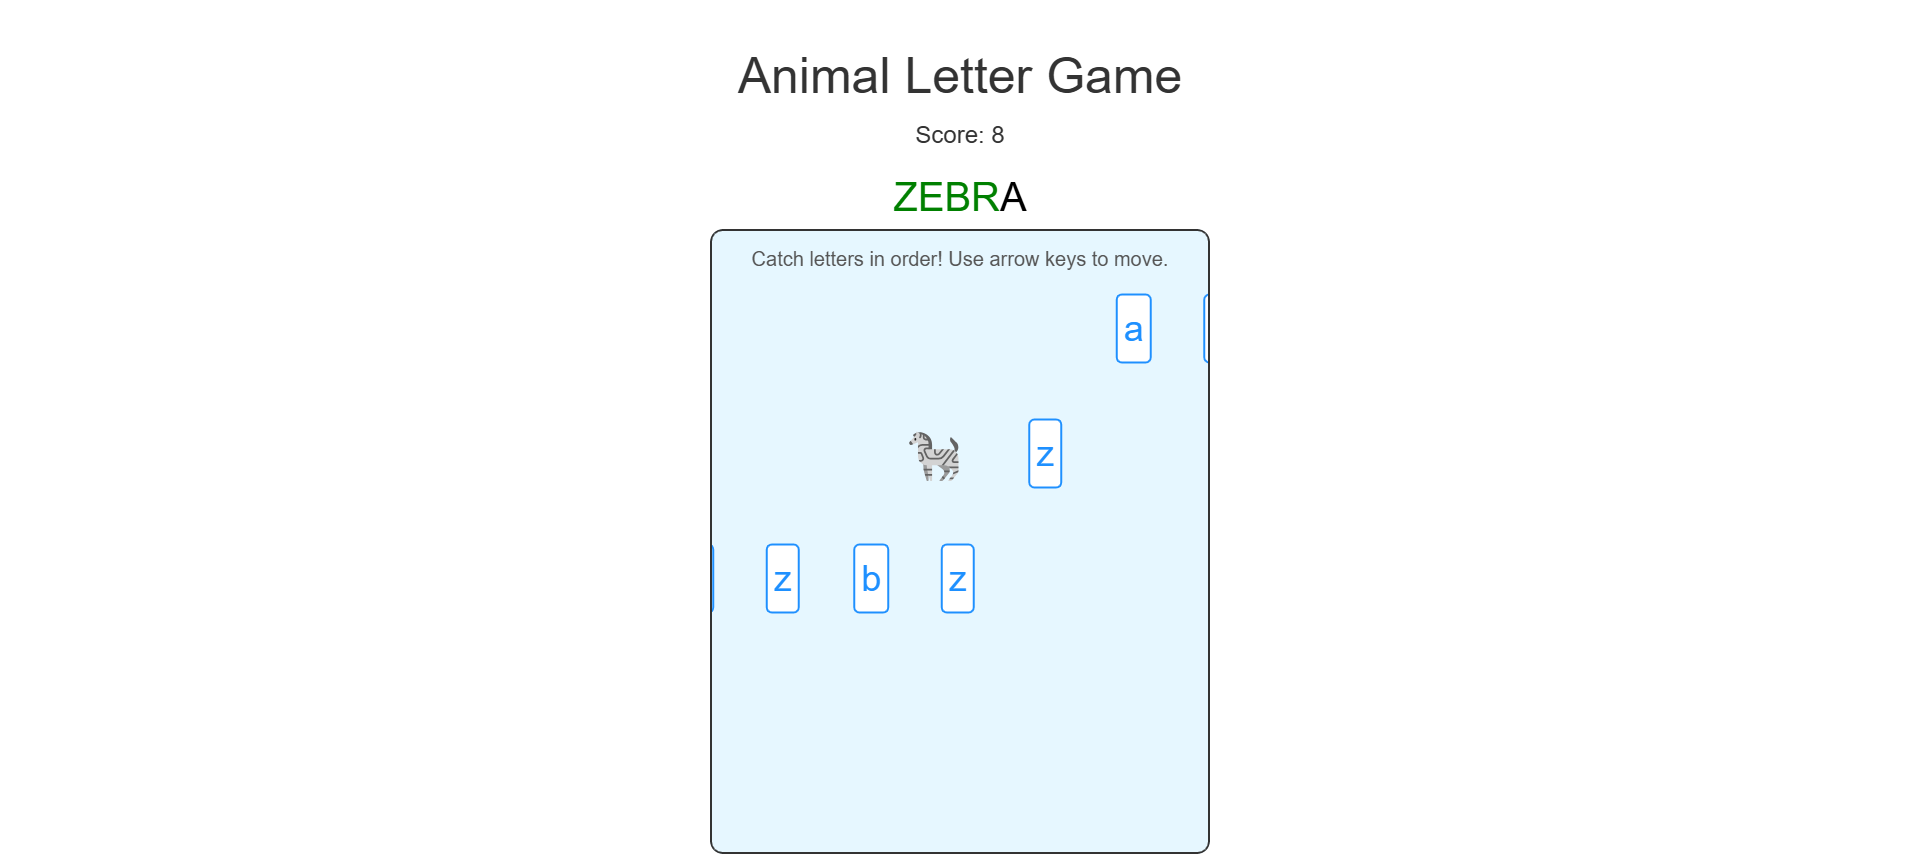 Animal Letter Game
Score: 8
ZEBRA
Catch letters in order! Use arrow keys to move.
a
z
z b z